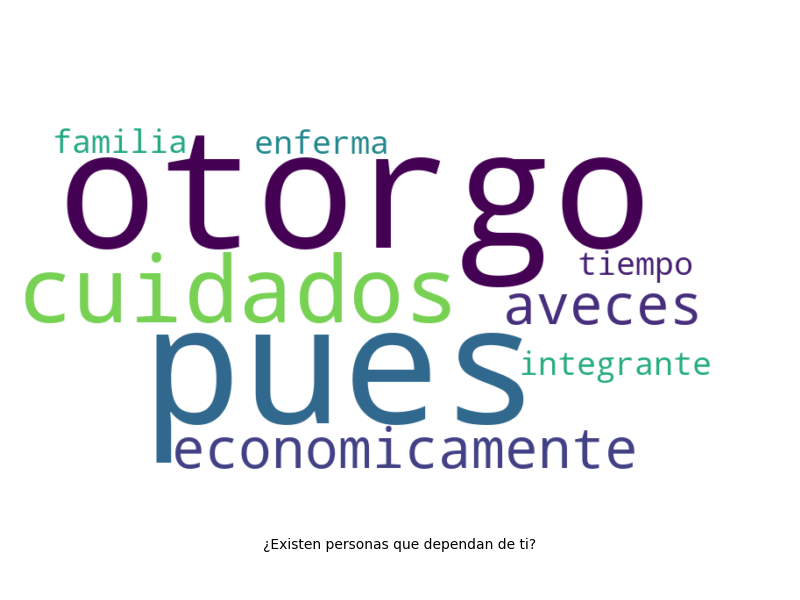 familia enferma
otorgo
cuidados
tiempo
aveces
pues
integrante
economicamente
¿Existen personas que dependan de ti?